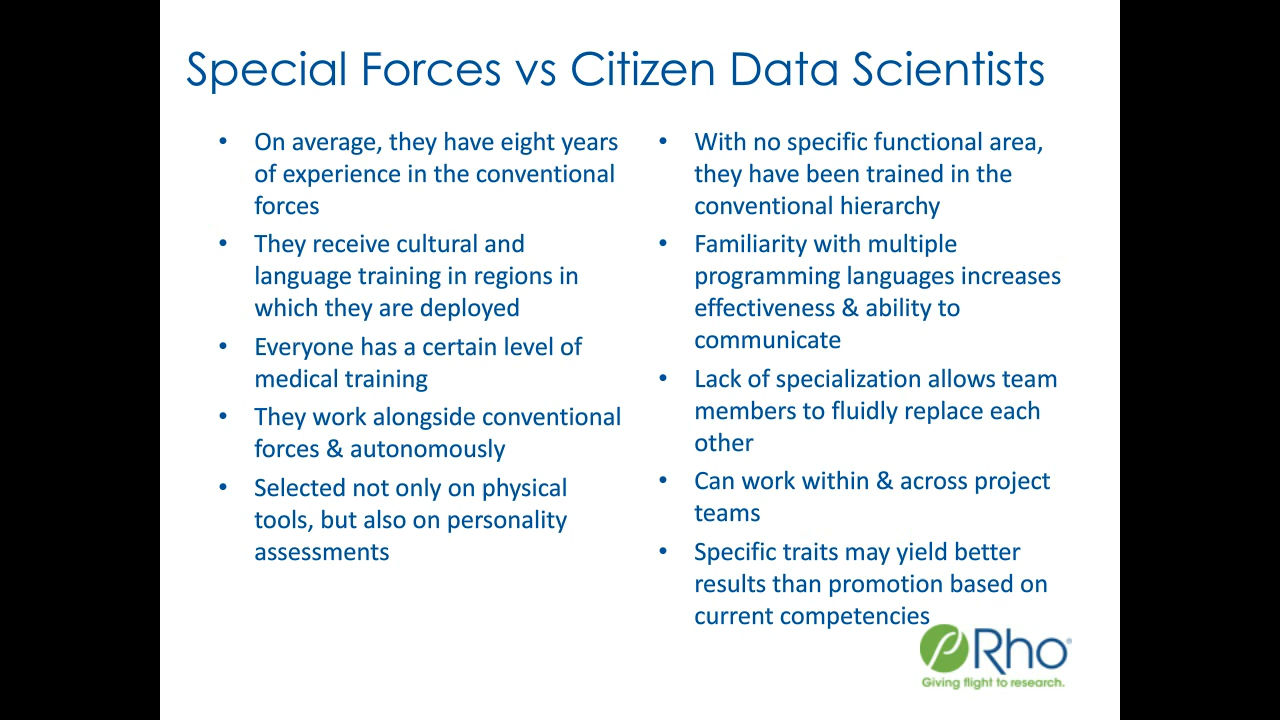 Special Forces vs Citizen Data Scientists
• On average, they have eight years
of experience in the conventional
forces
• They receive cultural and
language training in regions in
which they are deployed
• Everyone has a certain level of
medical training
• They work alongside conventional
forces & autonomously
• Selected not only on physical
tools, but also on personality
assessments
• With no specific functional area,
they have been trained in the
conventional hierarchy
• Familiarity with multiple
programming languages increases
effectiveness & ability to
communicate
• Lack of specialization allows team
members to fluidly replace each
other
• Can work within & across project
teams
• Specific traits may yield better
results than promotion based on
current competencies
Rho®
Giving flight to research.